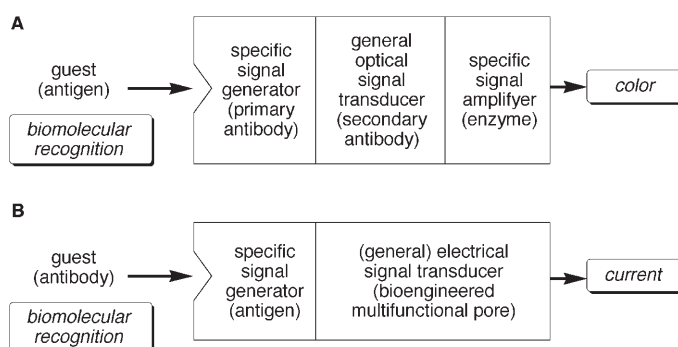 A
guest
(antigen)
biomolecular
recognition
specific
signal
generator
(primary
antibody)
general
optical
signal
transducer
(secondary
antibody)
specific
signal
amplifyer
(enzyme)
color
B
guest
(antibody)
biomolecular
recognition
specific
signal
generator
(antigen)
(general) electrical
signal transducer
(bioengineered
multifunctional pore)
current